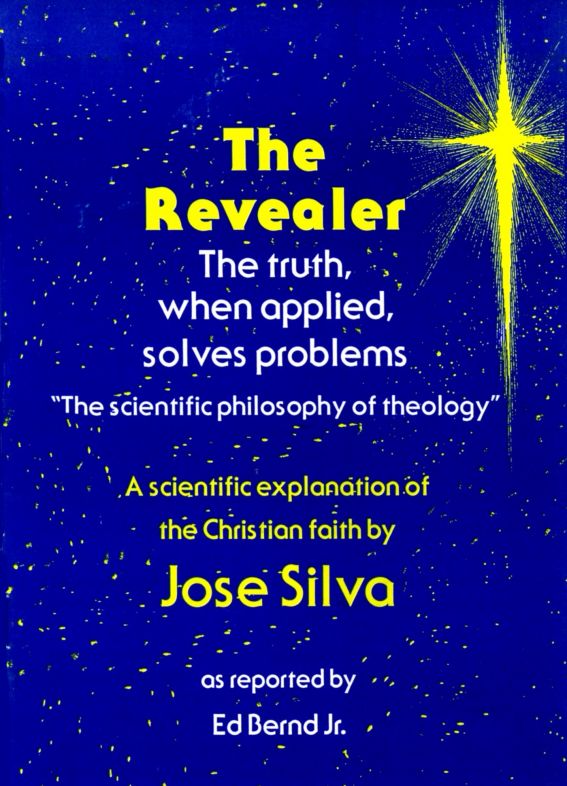 The
Revealer
The truth,
when applied,
solves problems
“The scientific philosophy of theology”
A scientific explanation of
the Christian faith by
Jose Silva
as reported by
Ed Bernd Jr.